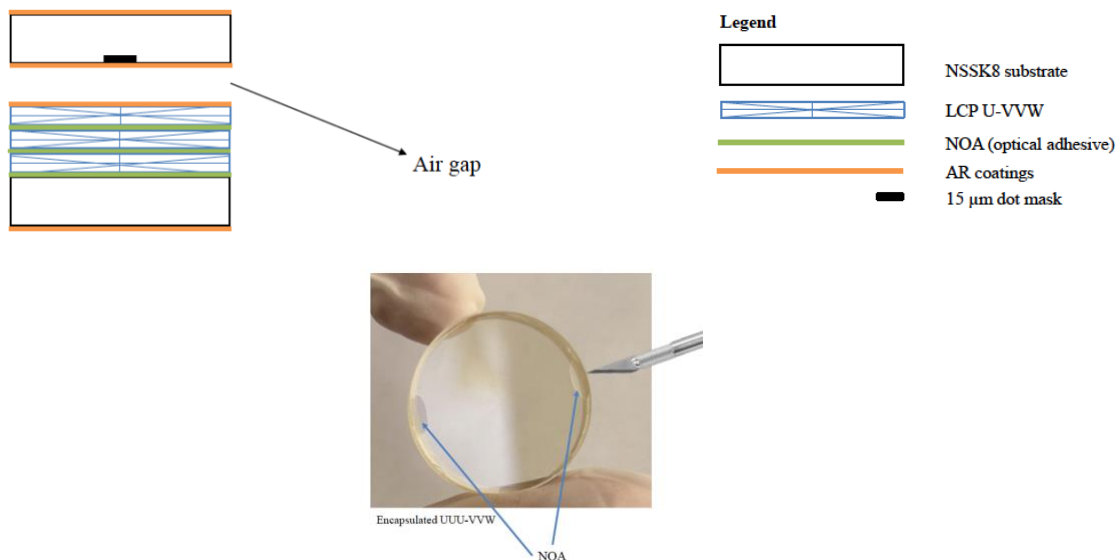 Legend
NSSK8 substrate
LCP U-VVW
NOA (optical adhesive)
AR coatings
15 µm dot mask
Air gap
Encapsulated UUU-VVW
NOA